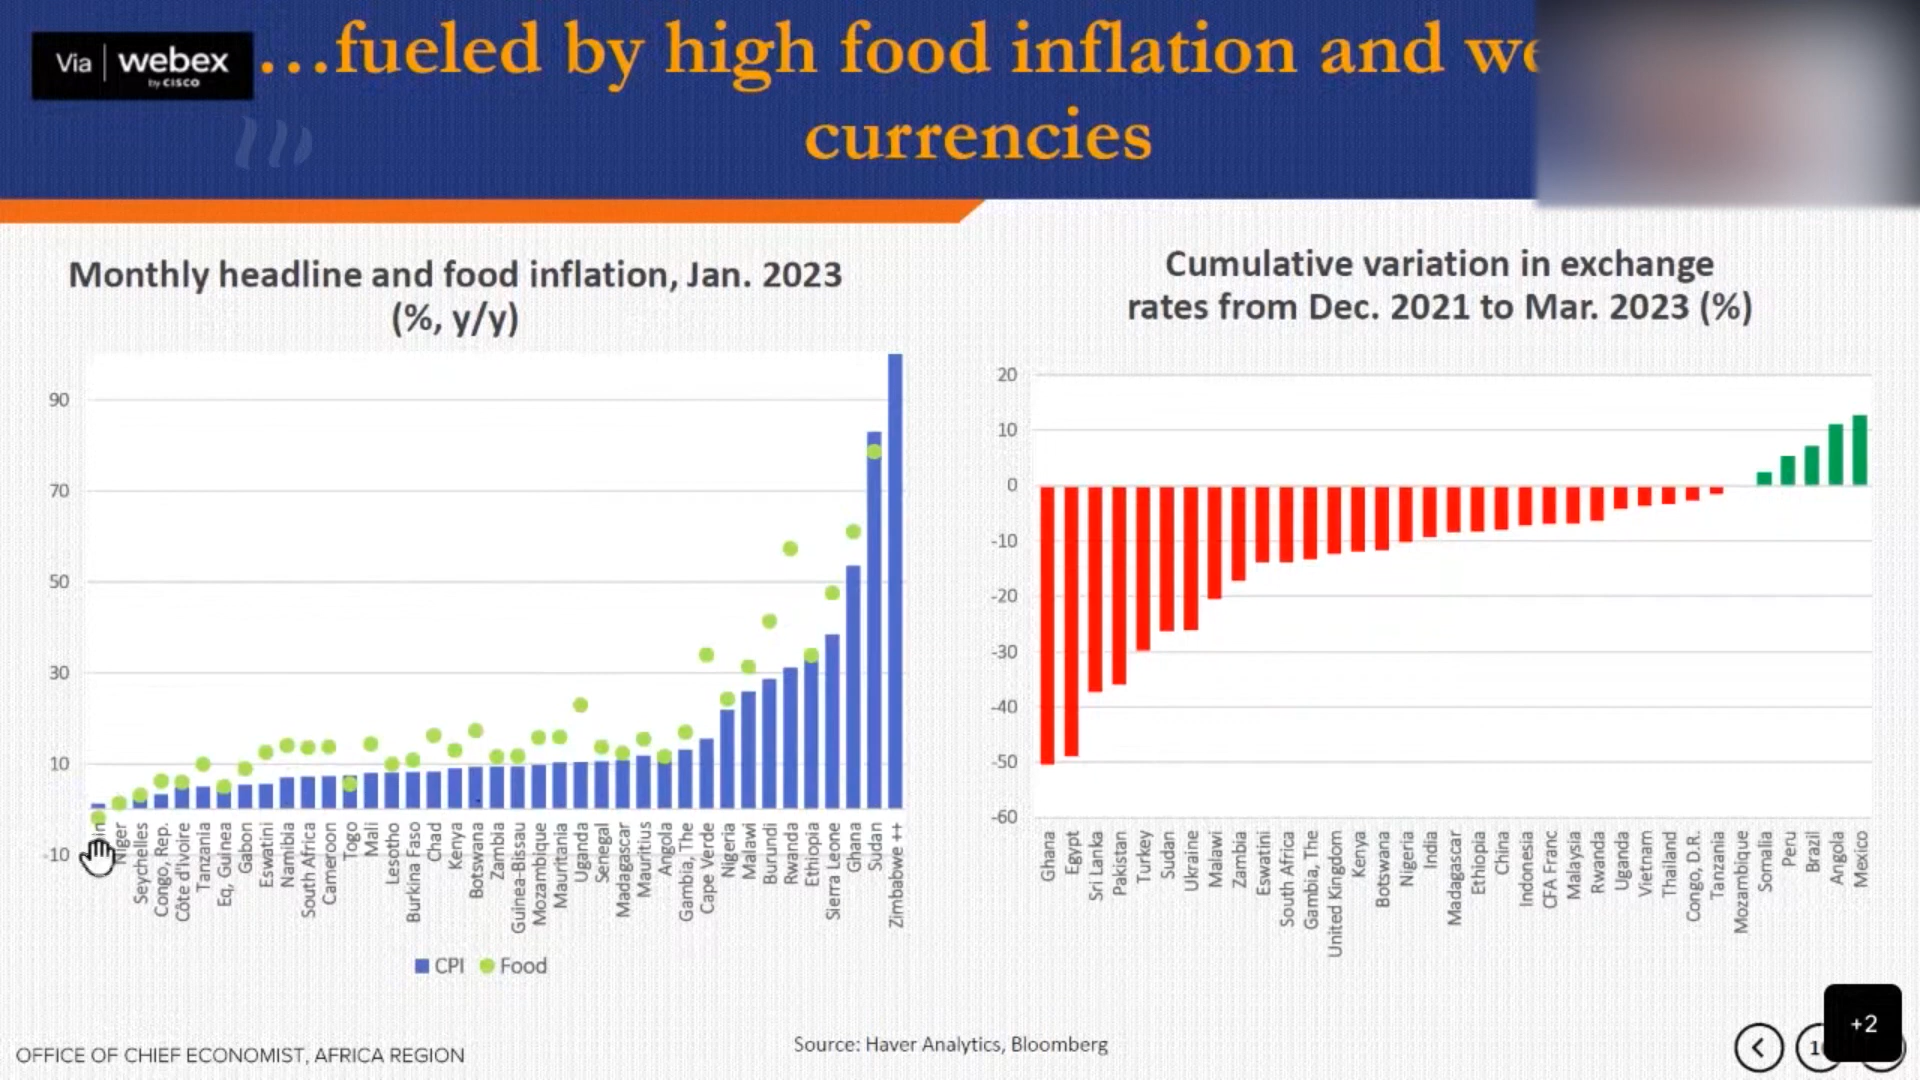 Via webex
by CISCO
…fueled by high food inflation and
currencies
Monthly headline and food inflation, Jan. 2023
(%, y/y)
90
70
50
30
10
-10
Niger
Seychelles
Congo, Rep.
Côte d'Ivoire
Tanzania
Eq, Guinea
Gabon
Eswatini
Namibia
South Africa
Cameroon
Togo
Mali
Lesotho
Burkina Faso
Chad
Kenya
Botswana
Zambia
Guinea-Bissau
Mozambique
Mauritania
Uganda
Senegal
Madagascar
Mauritius
Angola
Gambia, The
Cape Verde
Nigeria
Malawi
Burundi
Rwanda
Ethiopia
Sierra Leone
Ghana
Sudan
Zimbabwe ++
CPI Food
Cumulative variation in exchange
rates from Dec. 2021 to Mar. 2023 (%)
20
10
0
-10
-20
-30
-40
-50
-60
Ghana
Egypt
Sri Lanka
Pakistan
Turkey
Sudan
Ukraine
Malawi
Zambia
Eswatini
South Africa
Gambia, The
United Kingdom
Kenya
Botswana
Nigeria
India
Madagascar
Ethiopia
China
Indonesia
CFA Franc
Malaysia
Rwanda
Uganda
Vietnam
Thailand
Congo, D.R.
Tanzania
Mozambique
Somalia
Peru
Brazil
Angola
Mexico
Source: Haver Analytics, Bloomberg
OFFICE OF CHIEF ECONOMIST, AFRICA REGION
+2